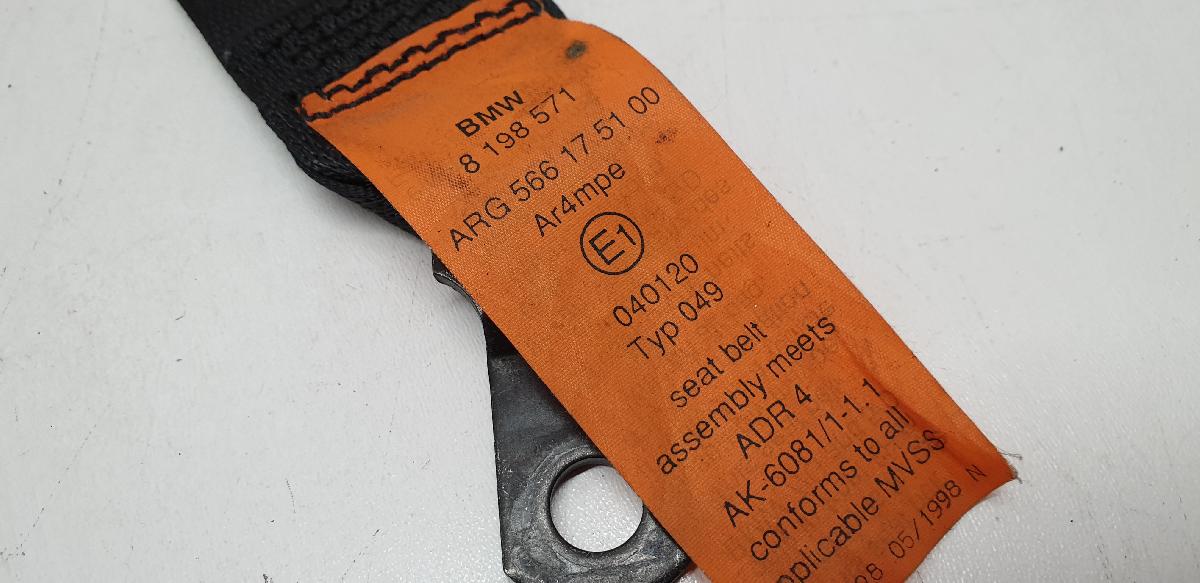 BMW
8 198 571
ARG 566 17 51 00
Ar4mpe
E1
040120
Typ 049
seat belt
assembly meets
ADR 4
AK-6081/1-1.1
conforms to all
applicable MVSS
98 05/1998 N